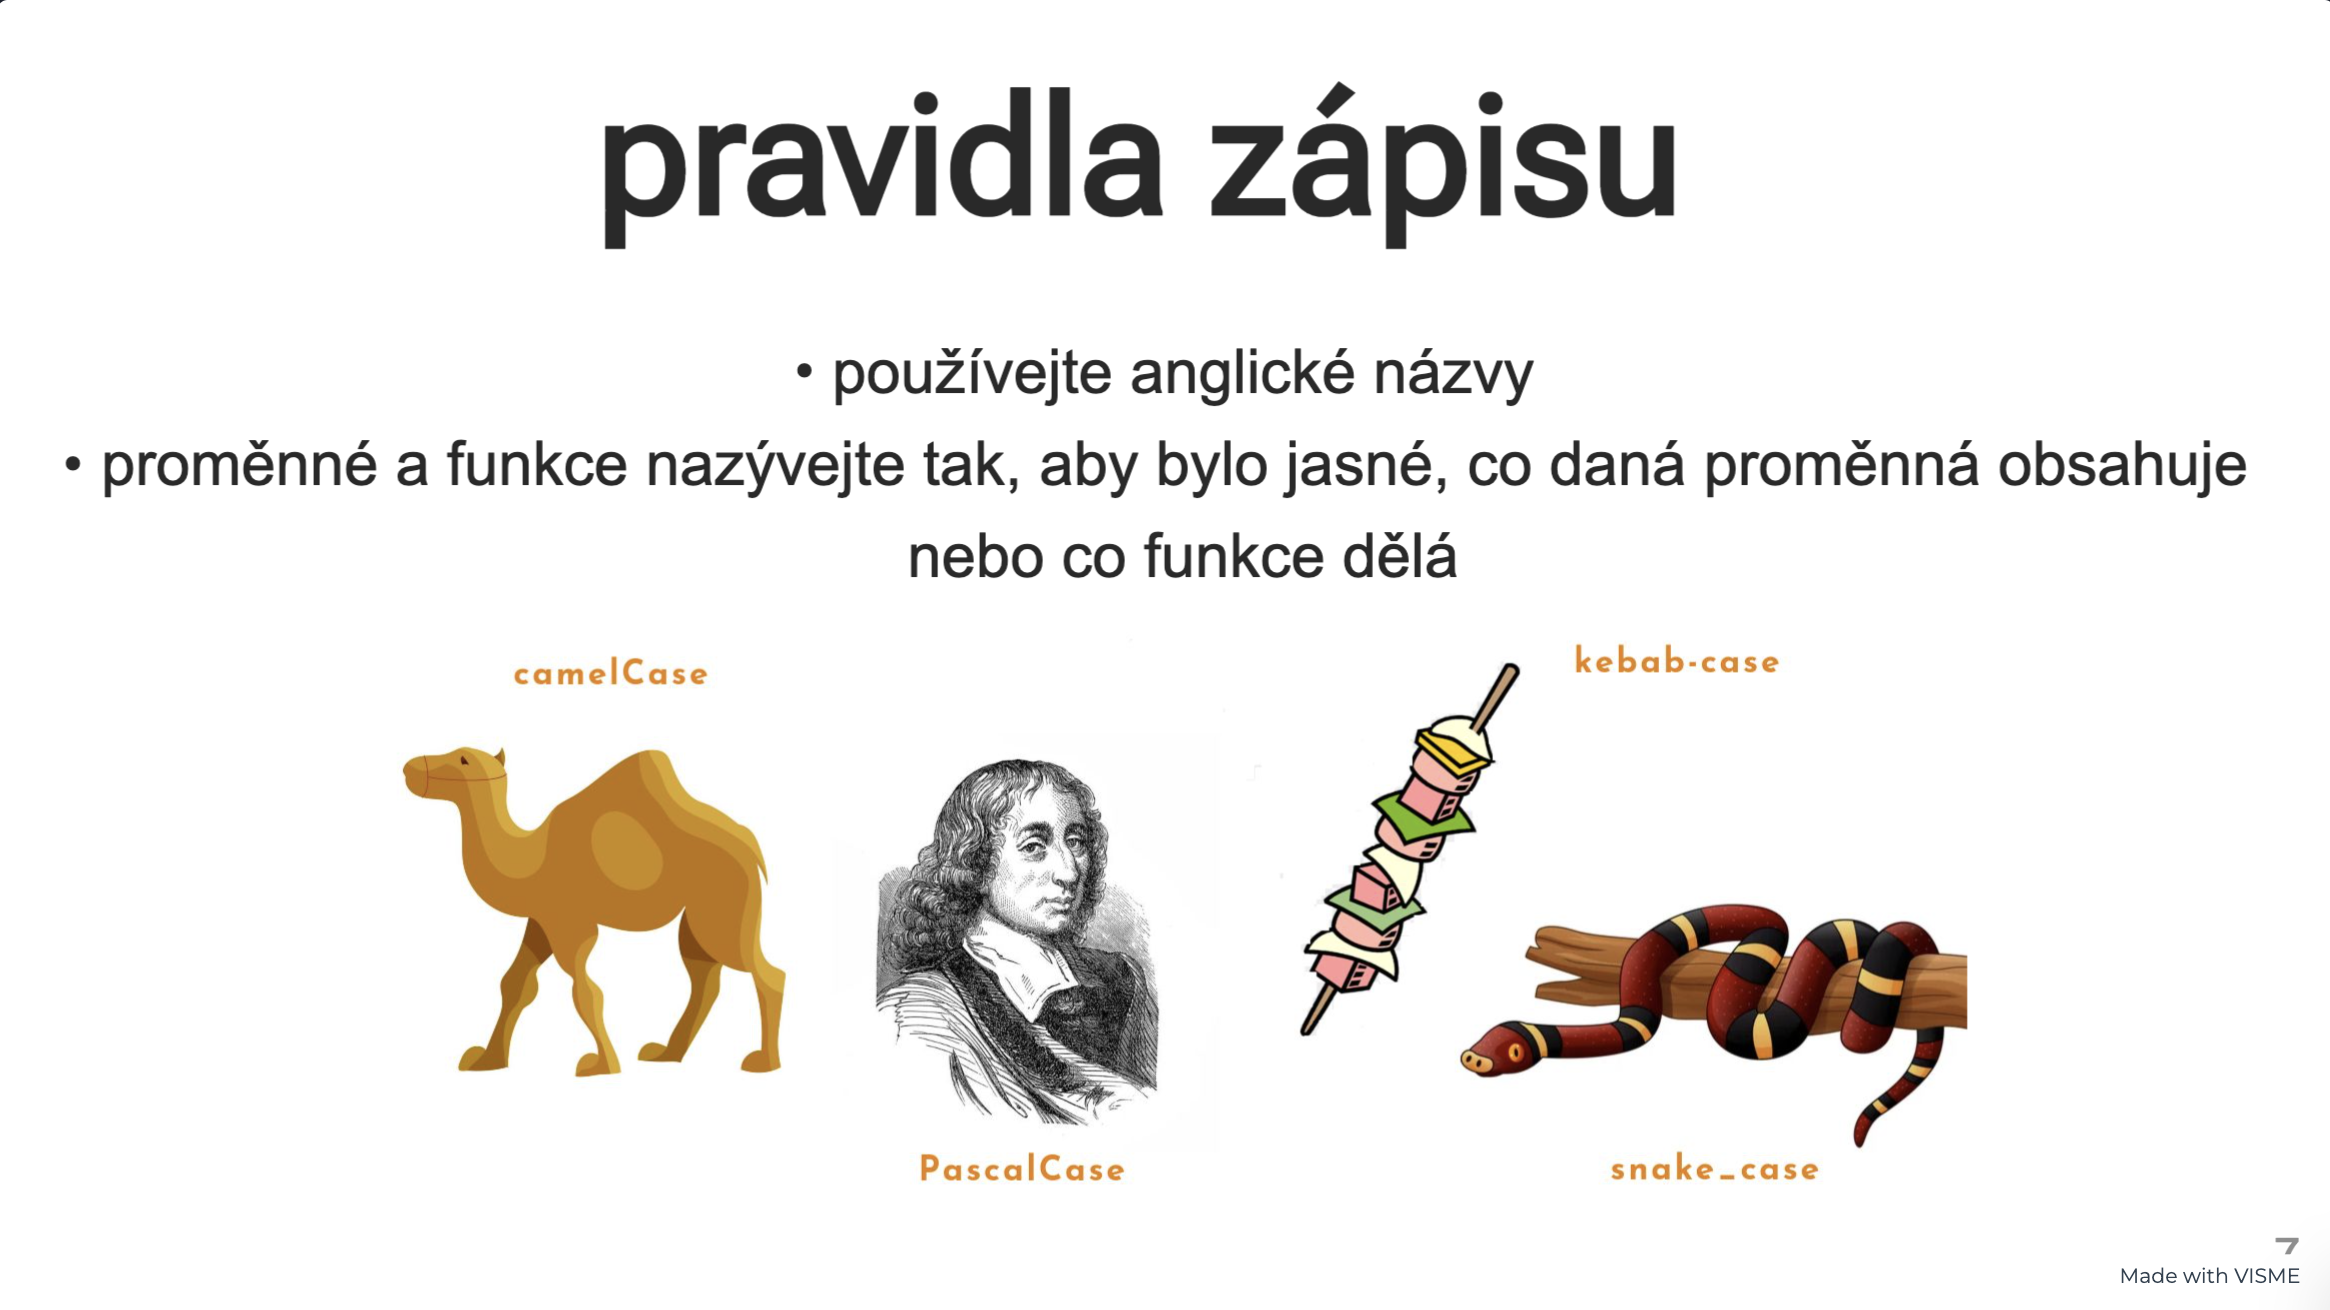 pravidla zápisu
• používejte anglické názvy
• proměnné a funkce nazývejte tak, aby bylo jasné, co daná proměnná obsahuje
nebo co funkce dělá
camelCase
kebab-case
PascalCase
snake_case
7
Made with VISME